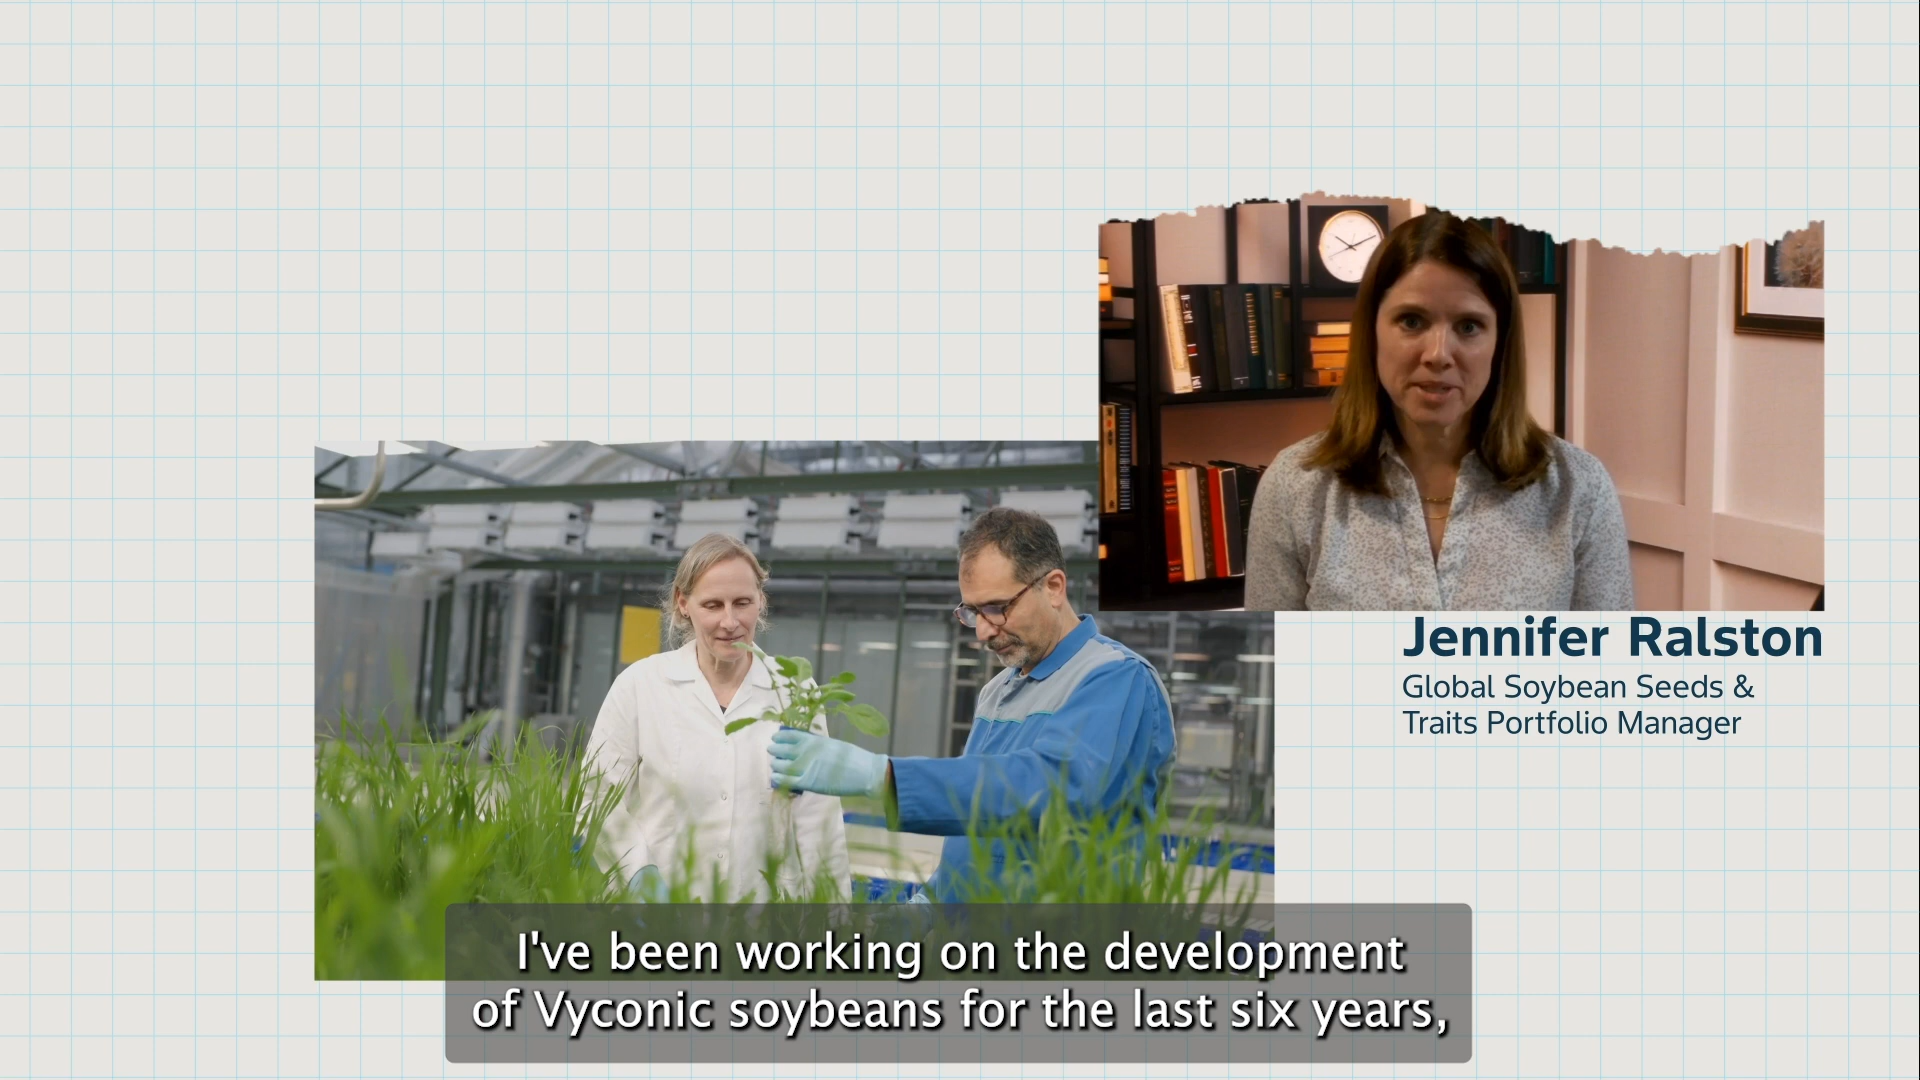 Jennifer Ralston
Global Soybean Seeds &
Traits Portfolio Manager
I've been working on the development
of Vyconic soybeans for the last six years,